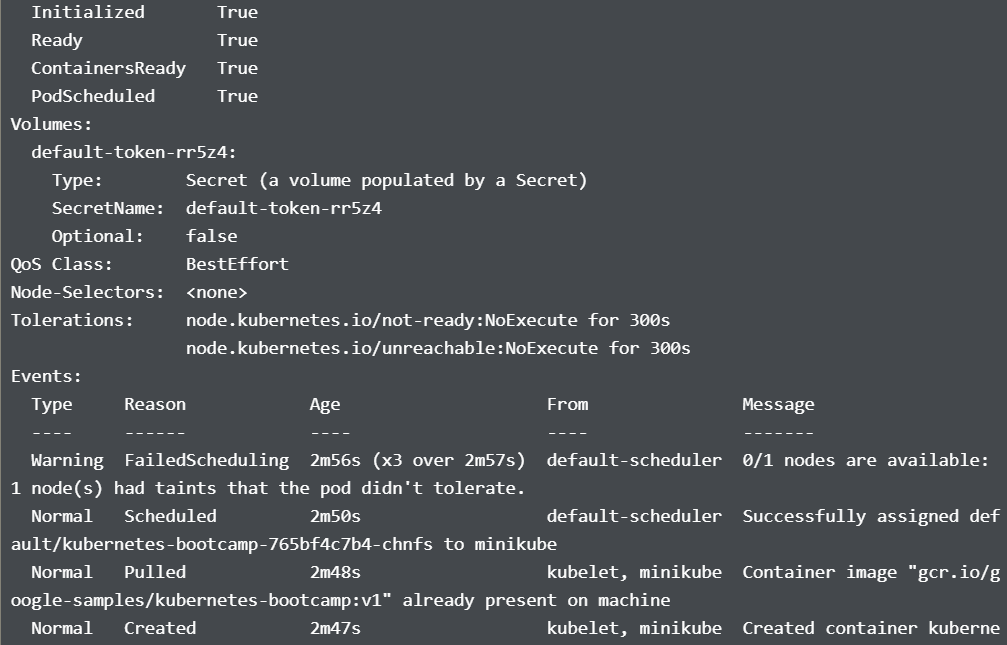 Initialized       True
Ready             True
ContainersReady   True
PodScheduled      True
Volumes:
default-token-rr5z4:
Type:        Secret (a volume populated by a Secret)
SecretName:  default-token-rr5z4
Optional:    false
QoS Class:       BestEffort
Node-Selectors:  <none>
Tolerations:     node.kubernetes.io/not-ready:NoExecute for 300s
node.kubernetes.io/unreachable:NoExecute for 300s
Events:
Type     Reason            Age                    From               Message
----     ------            ----                   ----               -------
Warning  FailedScheduling  2m56s (x3 over 2m57s)  default-scheduler  0/1 nodes are available:
1 node(s) had taints that the pod didn't tolerate.
Normal   Scheduled         2m50s                  default-scheduler  Successfully assigned def
ault/kubernetes-bootcamp-765bf4c7b4-chnfs to minikube
Normal   Pulled            2m48s                  kubelet, minikube  Container image "gcr.io/g
oogle-samples/kubernetes-bootcamp:v1" already present on machine
Normal   Created           2m47s                  kubelet, minikube  Created container kuberne